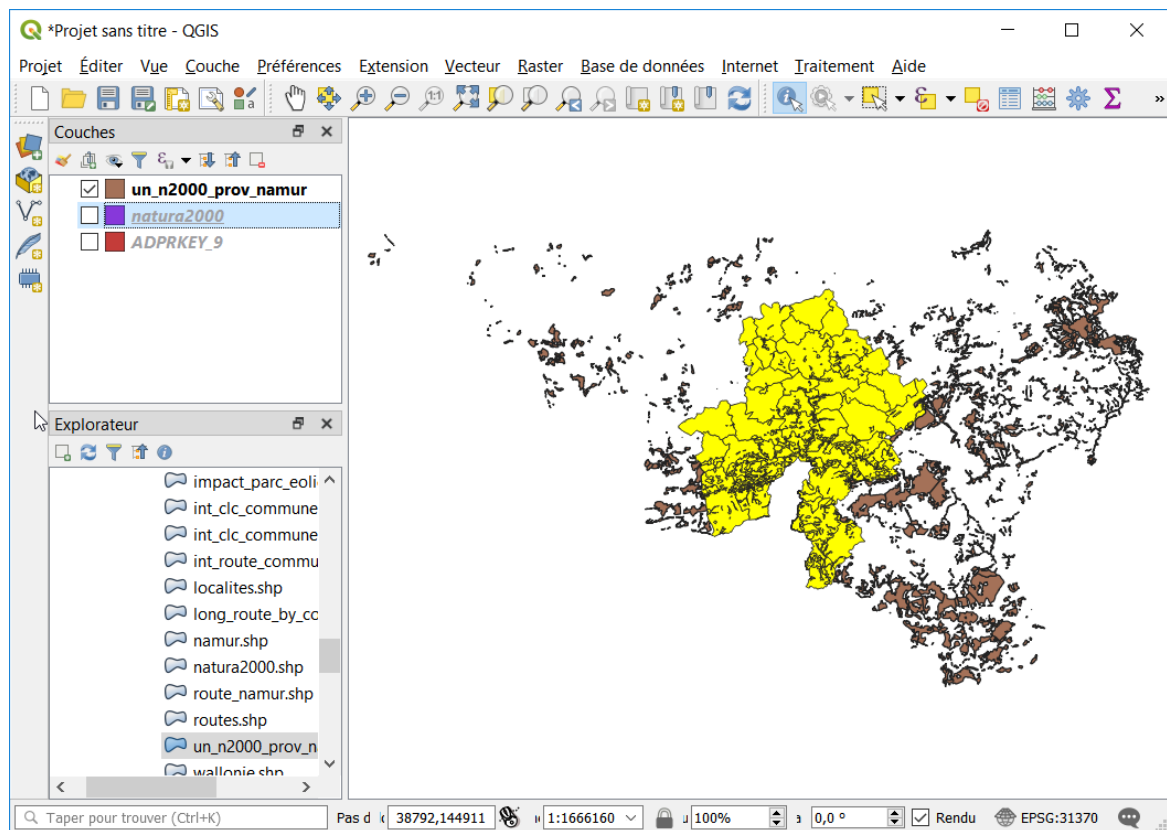 *Projet sans titre - QGIS
Projet Éditer Vue Couche Préférences Extension Vecteur Raster Base de données Internet Traitement Aide
Couches
un_n2000_prov_namur
natura2000
ADPRKEY_9
Explorateur
impact_parc_eoli
int_clc_commune
int_clc_commune
int_route_commu
localites.shp
long_route_by_co
namur.shp
natura2000.shp
route_namur.shp
routes.shp
un_n2000_prov_n
wallonie.shp
Taper pour trouver (Ctrl+K) Pas d 38792,144911 1:1666160 100% 0,0 ° Rendu EPSG:31370